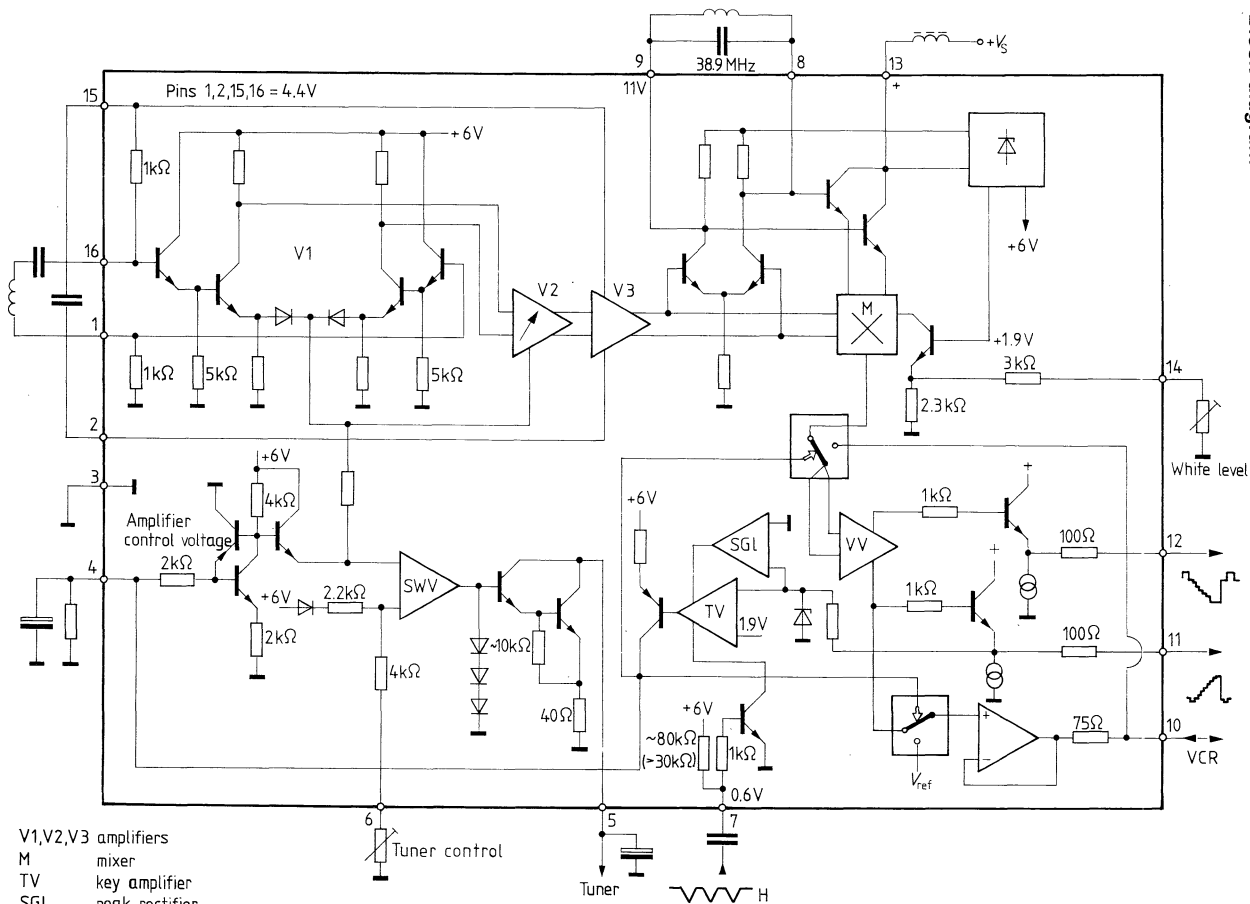 9
38.9 MHz
8
13
+VS
11V
+
15
Pins 1,2,15,16 = 4.4V
+6V
1kΩ
16
V1
+6V
V2
V3
M
1
+1.9V
3kΩ
14
1kΩ
5kΩ
5kΩ
2.3kΩ
2
White level
+6V
3
4kΩ
+6V
+
1kΩ
Amplifier
control voltage
SGl
VV
100Ω
12
4
2kΩ
SWV
+
+6V
2.2kΩ
TV
1kΩ
1.9V
2kΩ
~10kΩ
100Ω
11
4kΩ
40Ω
+6V
~80kΩ
(>30kΩ)
1kΩ
+
-
75Ω
10
VCR
Vref
0.6V
6
5
7
Tuner control
Tuner
H
V1,V2,V3 amplifiers
M mixer
TV key amplifier
SGl peak rectifier